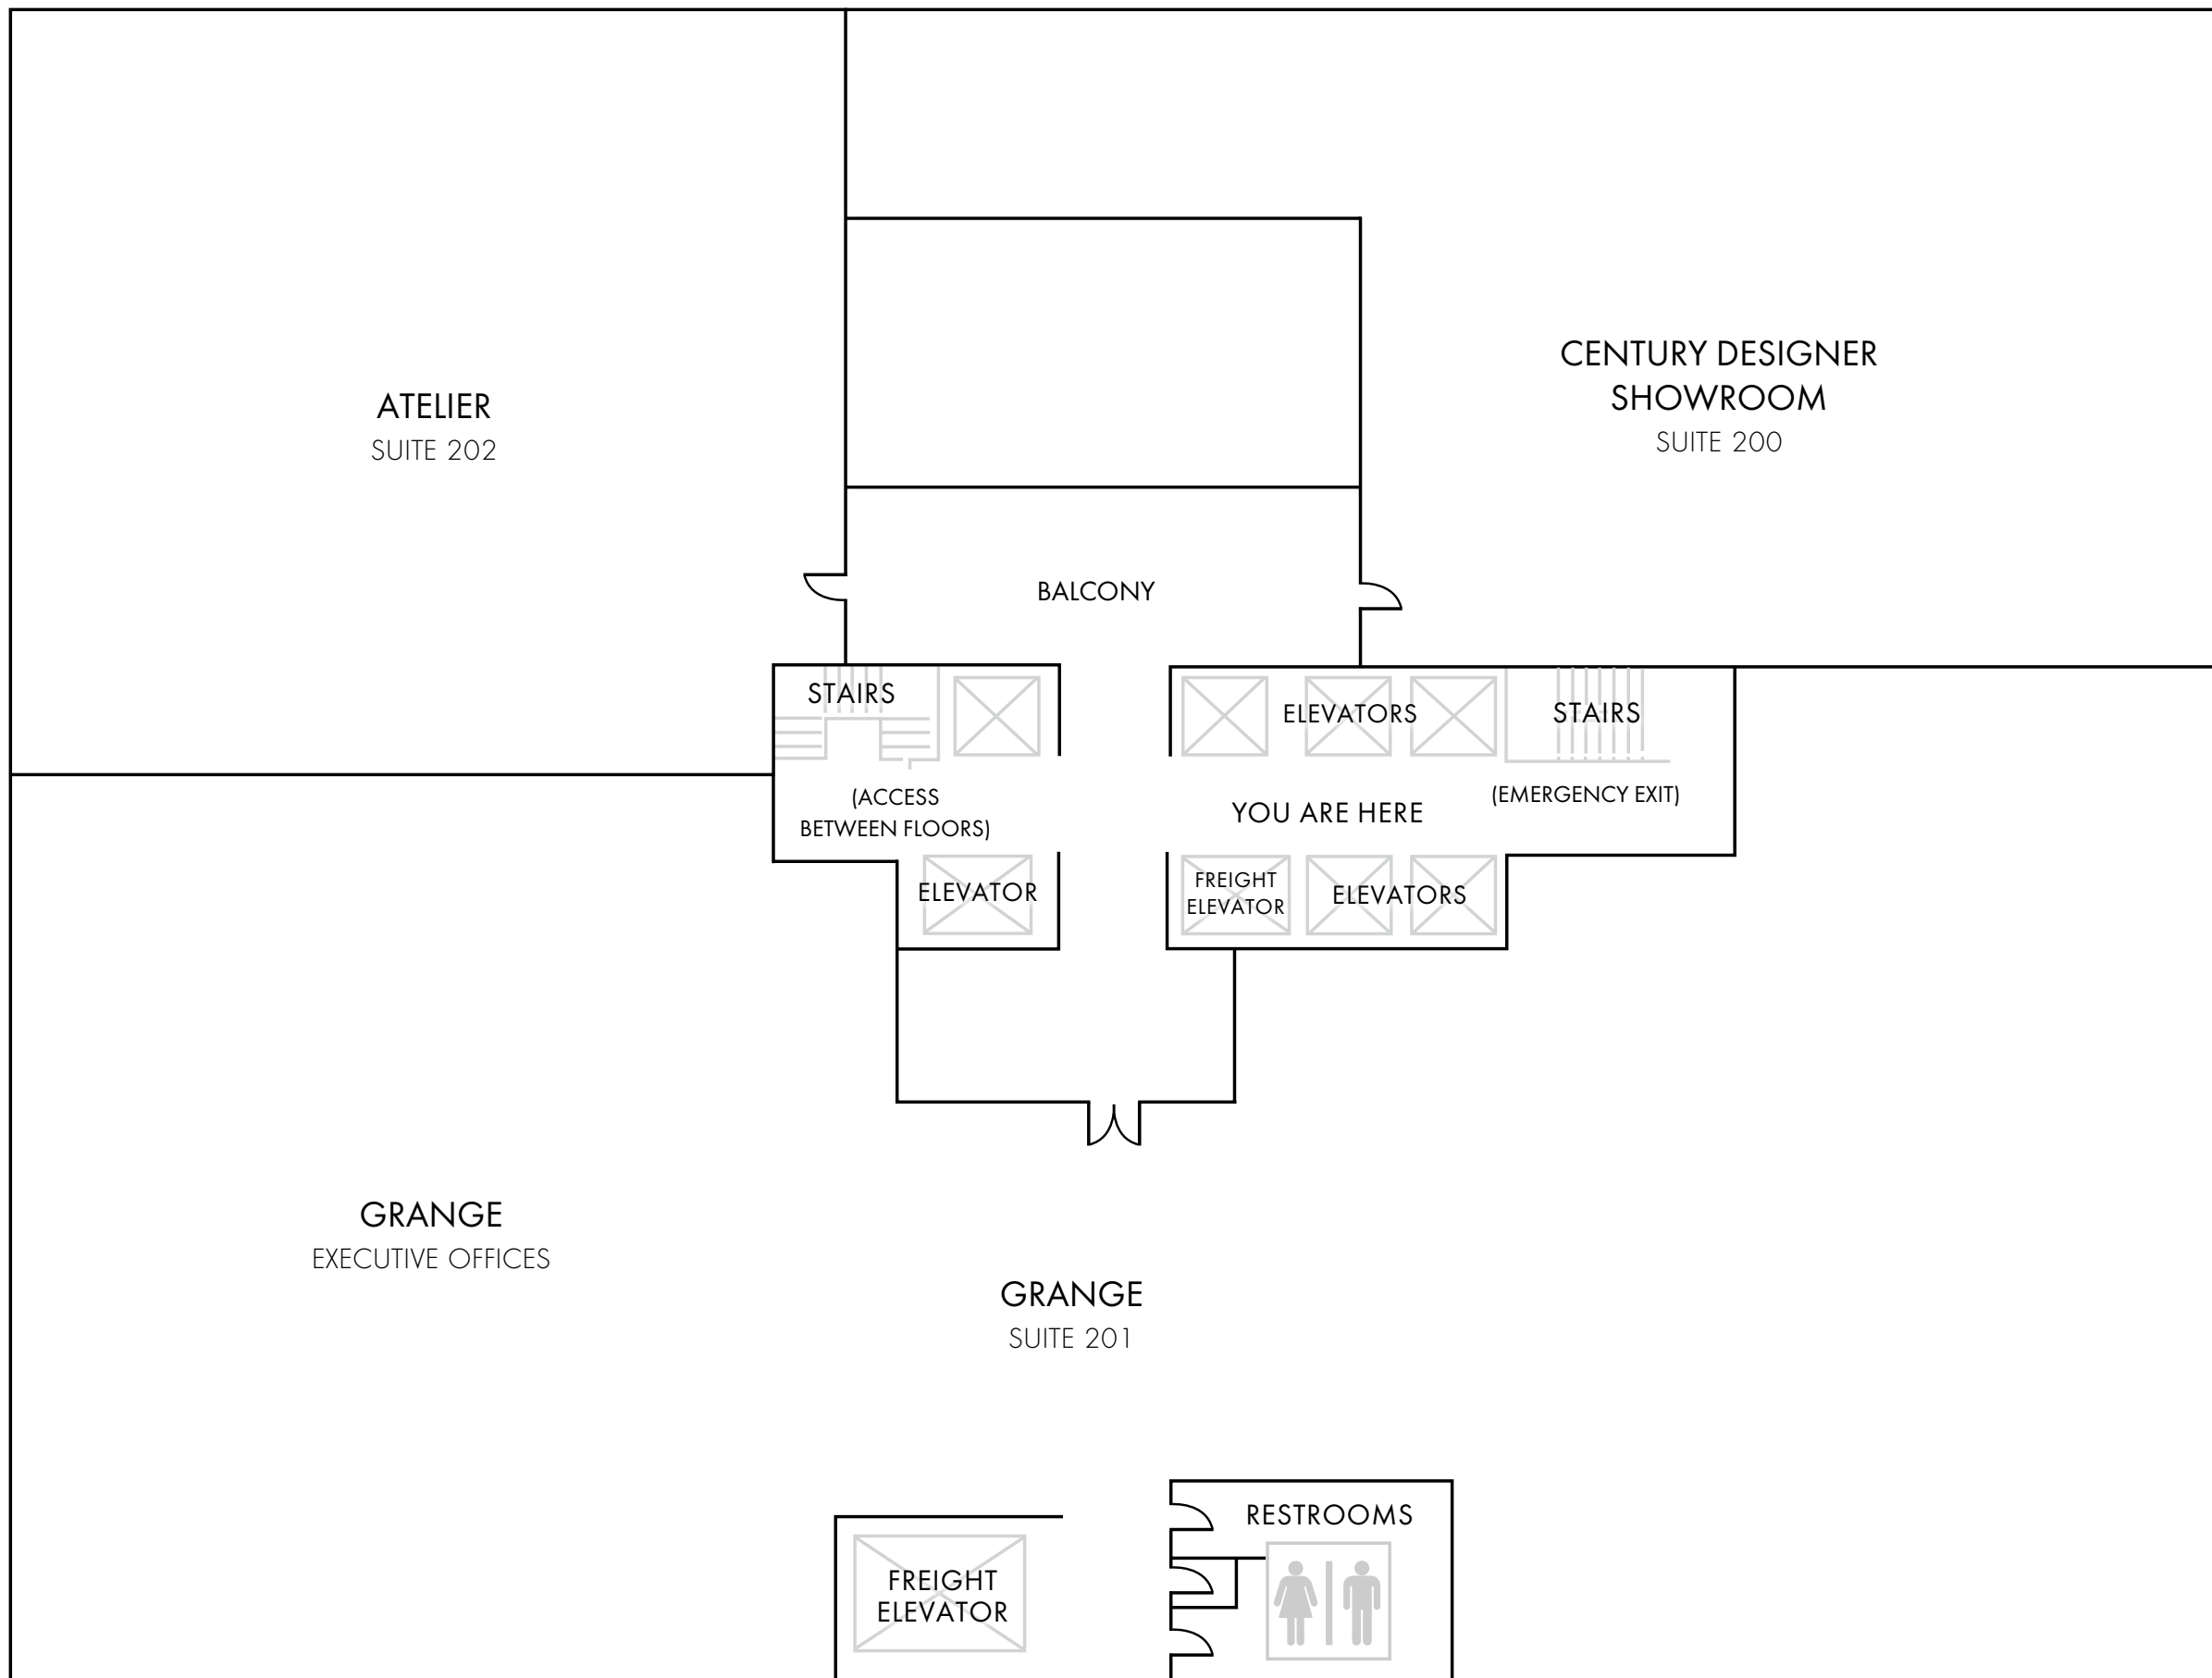 ATELIER
SUITE 202
CENTURY DESIGNER
SHOWROOM
SUITE 200
BALCONY
STAIRS
(ACCESS
BETWEEN FLOORS)
ELEVATORS
STAIRS
(EMERGENCY EXIT)
YOU ARE HERE
ELEVATOR
FREIGHT
ELEVATOR
ELEVATORS
GRANGE
EXECUTIVE OFFICES
GRANGE
SUITE 201
FREIGHT
ELEVATOR
RESTROOMS